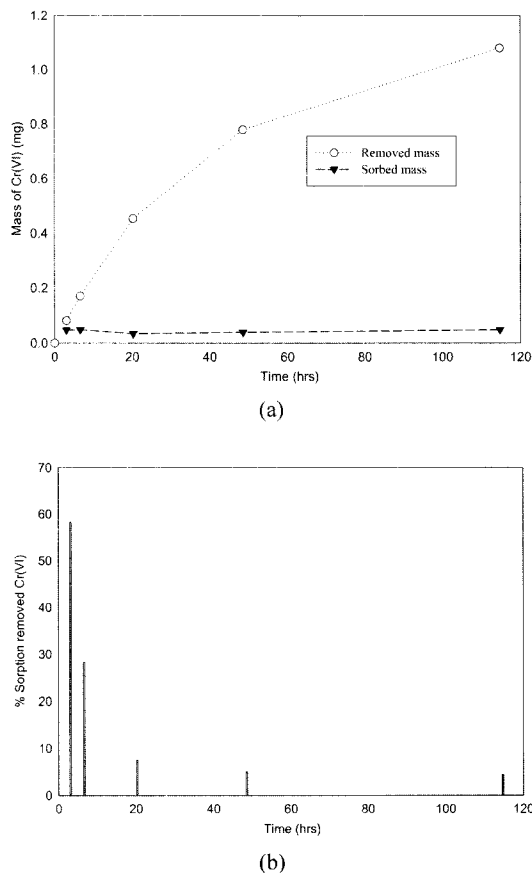 1.2
1.0
0.8
0.6
0.4
0.2
0.0
Mass of Cr(VI) (mg)
Removed mass
Sorbed mass
0 20 40 60 80 100 120
Time (hrs)
(a)
70
60
50
40
30
20
10
0
% Sorption removed Cr(VI)
0 20 40 60 80 100 120
Time (hrs)
(b)